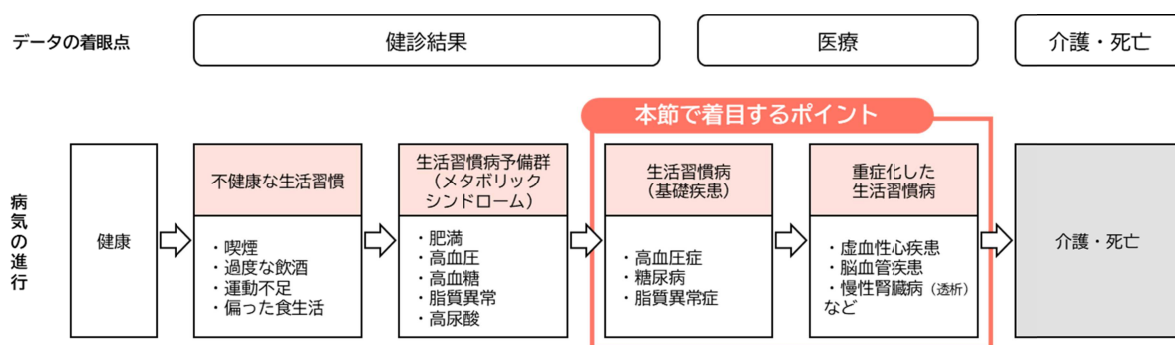 データの着眼点
健診結果
医療
介護・死亡
本節で着目するポイント
病気の進行
健康
不健康な生活習慣
・喫煙
・過度な飲酒
・運動不足
・偏った食生活
生活習慣病予備群
（メタボリック
シンドローム）
・肥満
・高血圧
・高血糖
・脂質異常
・高尿酸
生活習慣病
（基礎疾患）
・高血圧症
・糖尿病
・脂質異常症
重症化した
生活習慣病
・虚血性心疾患
・脳血管疾患
・慢性腎臓病（透析）
など
介護・死亡